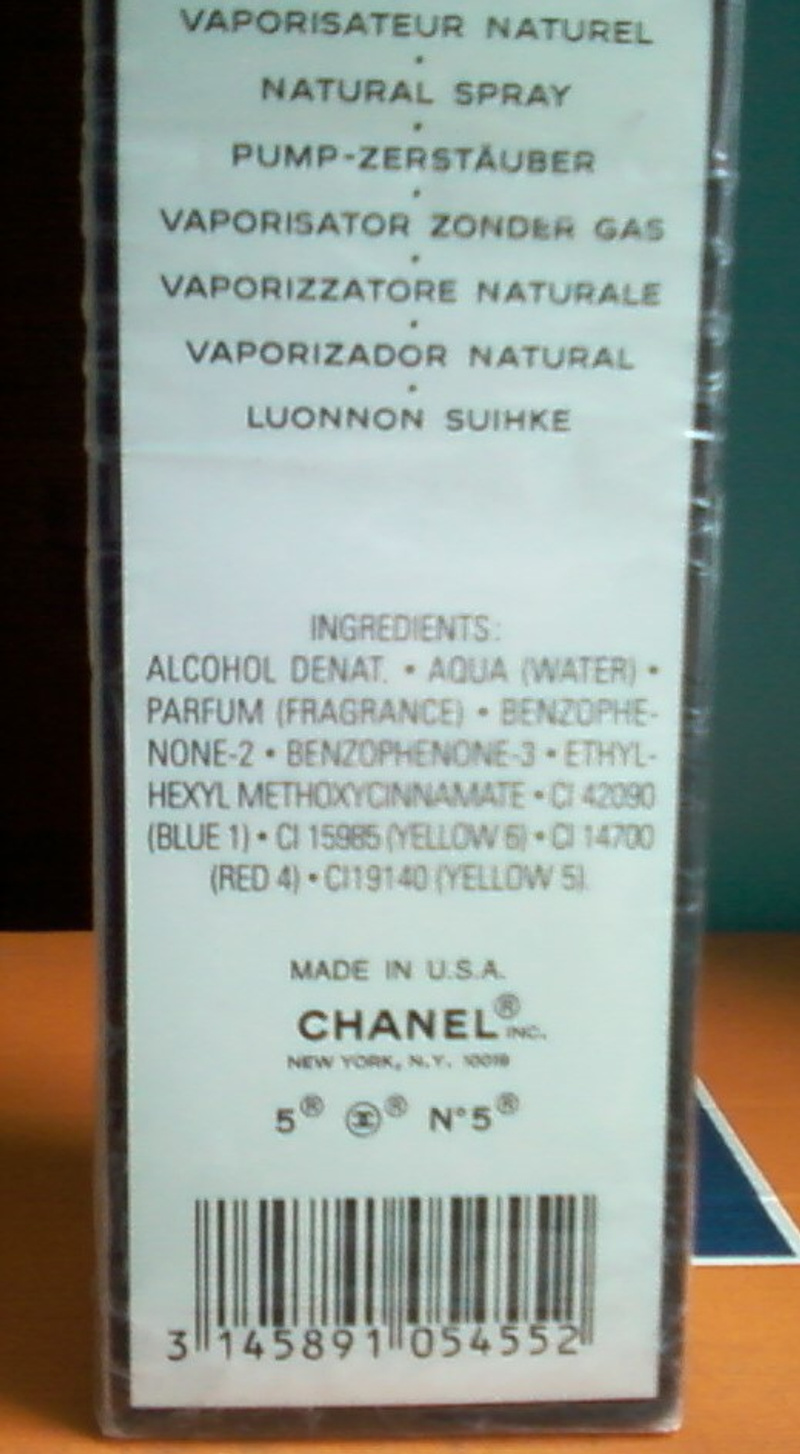 VAPORISATEUR NATUREL
•
NATURAL SPRAY
•
PUMP-ZERSTÄUBER
•
VAPORISATOR ZONDER GAS
•
VAPORIZZATORE NATURALE
•
VAPORIZADOR NATURAL
•
LUONNON SUIHKE
INGREDIENTS:
ALCOHOL DENAT. • AQUA (WATER) •
PARFUM (FRAGRANCE) • BENZOPHE-
NONE-2 • BENZOPHENONE-3 • ETHYL-
HEXYL METHOXYCINNAMATE • CI 42090
(BLUE 1) • CI 15985 (YELLOW 6) • CI 14700
(RED 4) • CI19140 (YELLOW 5).
MADE IN U.S.A.
CHANEL® INC.
NEW YORK, N.Y. 10019
5® ® N°5®
3 145891 054552